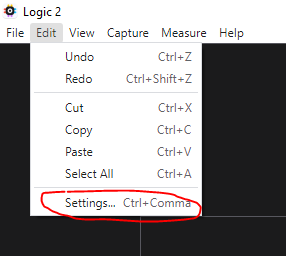 Logic 2
File Edit View Capture Measure Help
Undo Ctrl+Z
Redo Ctrl+Shift+Z
Cut Ctrl+X
Copy Ctrl+C
Paste Ctrl+V
Select All Ctrl+A
Settings... Ctrl+Comma